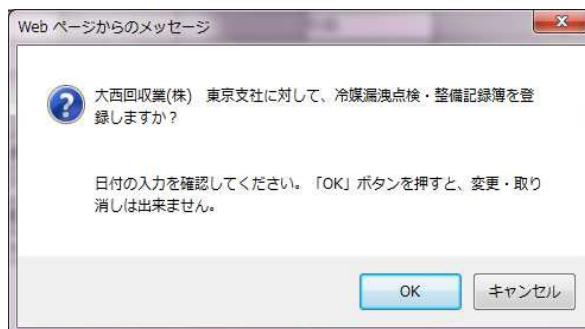 Web ページからのメッセージ
大西回収業(株)　東京支社に対して、冷媒漏洩点検・整備記録簿を登
録しますか？
日付の入力を確認してください。「OK」ボタンを押すと、変更・取り
消しは出来ません。
OK
キャンセル